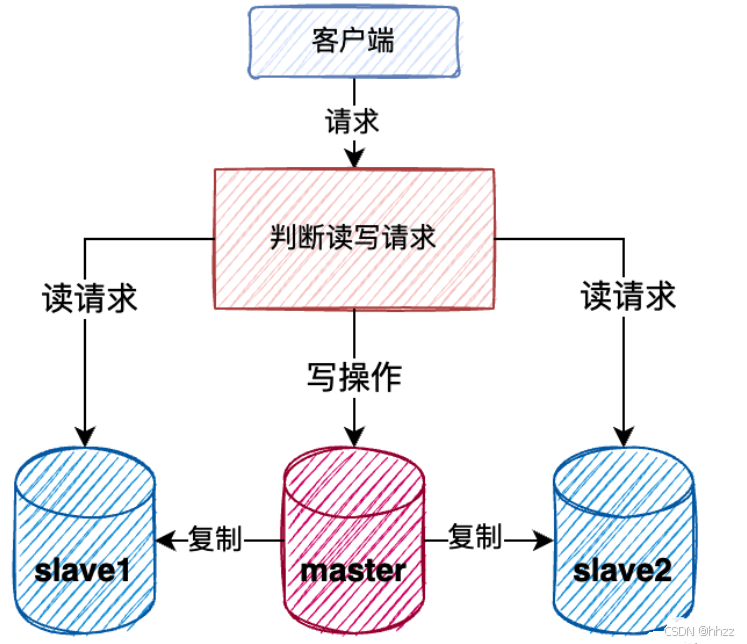 客户端
请求
判断读写请求
读请求
读请求
写操作
slave1
复制
master
复制
slave2
CSDN @hhzz